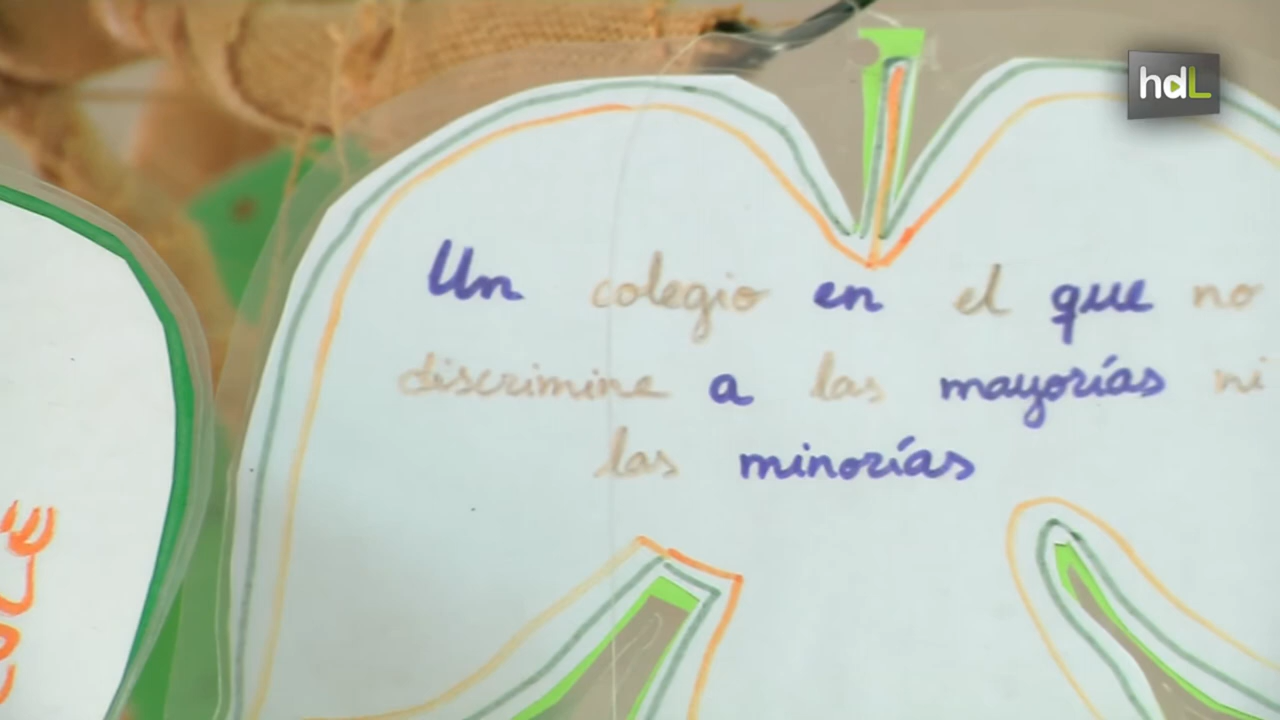 hdL
Un colegio en el que no
discrimine a las mayorías ni
las minorías